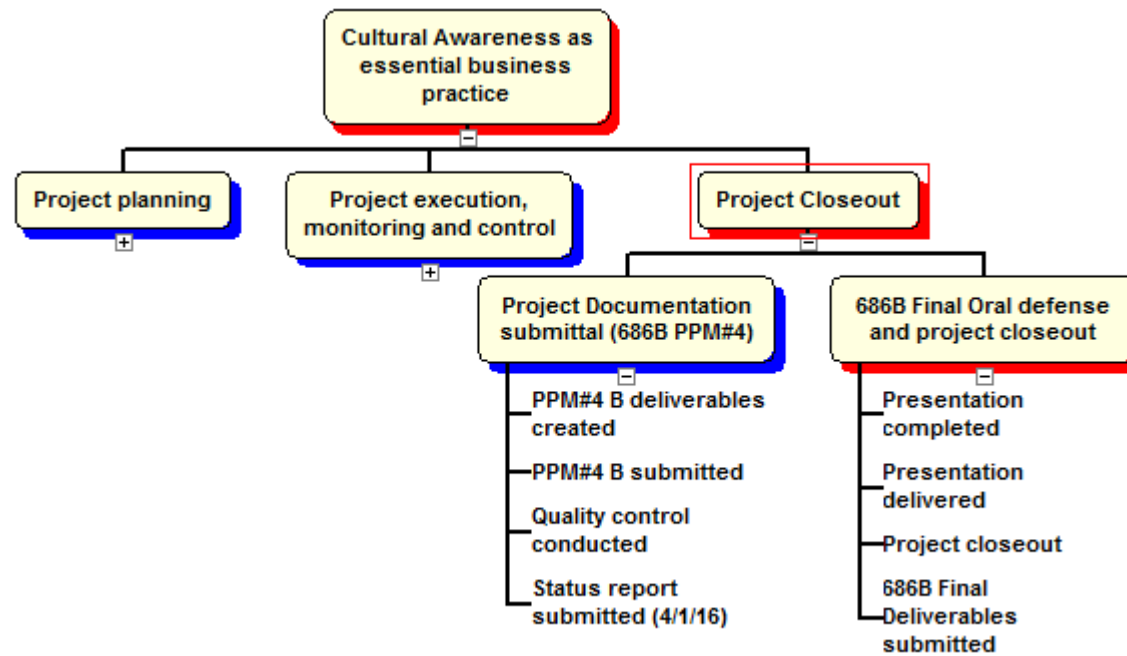 Cultural Awareness as
essential business
practice
Project planning
Project execution,
monitoring and control
Project Closeout
Project Documentation
submittal (686B PPM#4)
PPM#4 B deliverables
created
PPM#4 B submitted
Quality control
conducted
Status report
submitted (4/1/16)
686B Final Oral defense
and project closeout
Presentation
completed
Presentation
delivered
Project closeout
686B Final
Deliverables
submitted